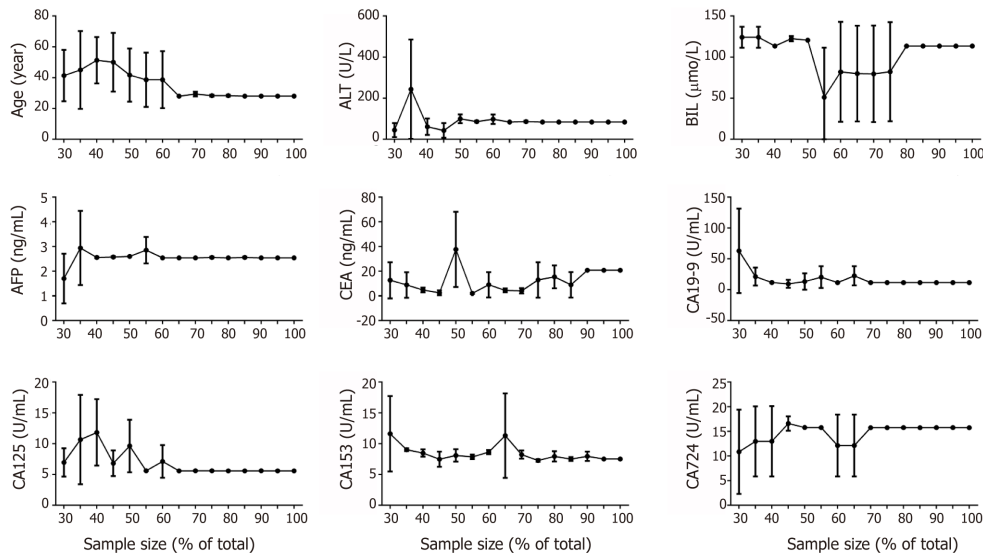 Age (year)
80
60
40
20
0
30 40 50 60 70 80 90 100
ALT (U/L)
600
400
200
0
30 40 50 60 70 80 90 100
BIL (μmo/L)
150
100
50
0
30 40 50 60 70 80 90 100
AFP (ng/mL)
5
4
3
2
1
0
30 40 50 60 70 80 90 100
CEA (ng/mL)
80
60
40
20
0
-20
30 40 50 60 70 80 90 100
CA19-9 (U/mL)
150
100
50
0
-50
30 40 50 60 70 80 90 100
CA125 (U/mL)
20
15
10
5
0
30 40 50 60 70 80 90 100
Sample size (% of total)
CA153 (U/mL)
20
15
10
5
0
30 40 50 60 70 80 90 100
Sample size (% of total)
CA724 (U/mL)
25
20
15
10
5
0
30 40 50 60 70 80 90 100
Sample size (% of total)